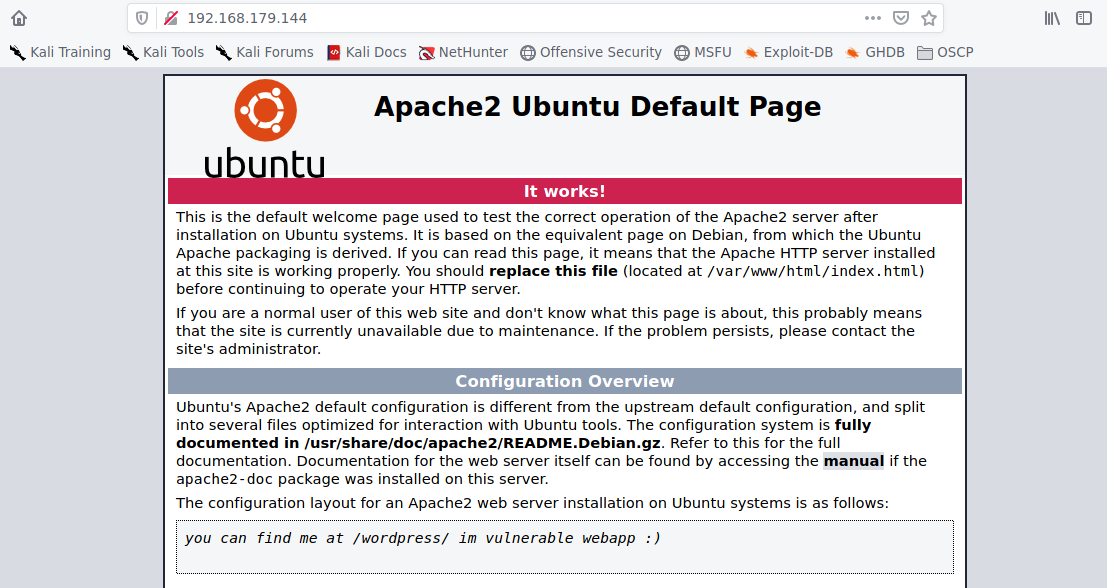 192.168.179.144
Kali Training Kali Tools Kali Forums Kali Docs NetHunter Offensive Security MSFU Exploit-DB GHDB OSCP
Apache2 Ubuntu Default Page
ubuntu
It works!
This is the default welcome page used to test the correct operation of the Apache2 server after
installation on Ubuntu systems. It is based on the equivalent page on Debian, from which the Ubuntu
Apache packaging is derived. If you can read this page, it means that the Apache HTTP server installed
at this site is working properly. You should replace this file (located at /var/www/html/index.html)
before continuing to operate your HTTP server.
If you are a normal user of this web site and don't know what this page is about, this probably means
that the site is currently unavailable due to maintenance. If the problem persists, please contact the
site's administrator.
Configuration Overview
Ubuntu's Apache2 default configuration is different from the upstream default configuration, and split
into several files optimized for interaction with Ubuntu tools. The configuration system is fully
documented in /usr/share/doc/apache2/README.Debian.gz. Refer to this for the full
documentation. Documentation for the web server itself can be found by accessing the manual if the
apache2-doc package was installed on this server.
The configuration layout for an Apache2 web server installation on Ubuntu systems is as follows:
you can find me at /wordpress/ im vulnerable webapp :)